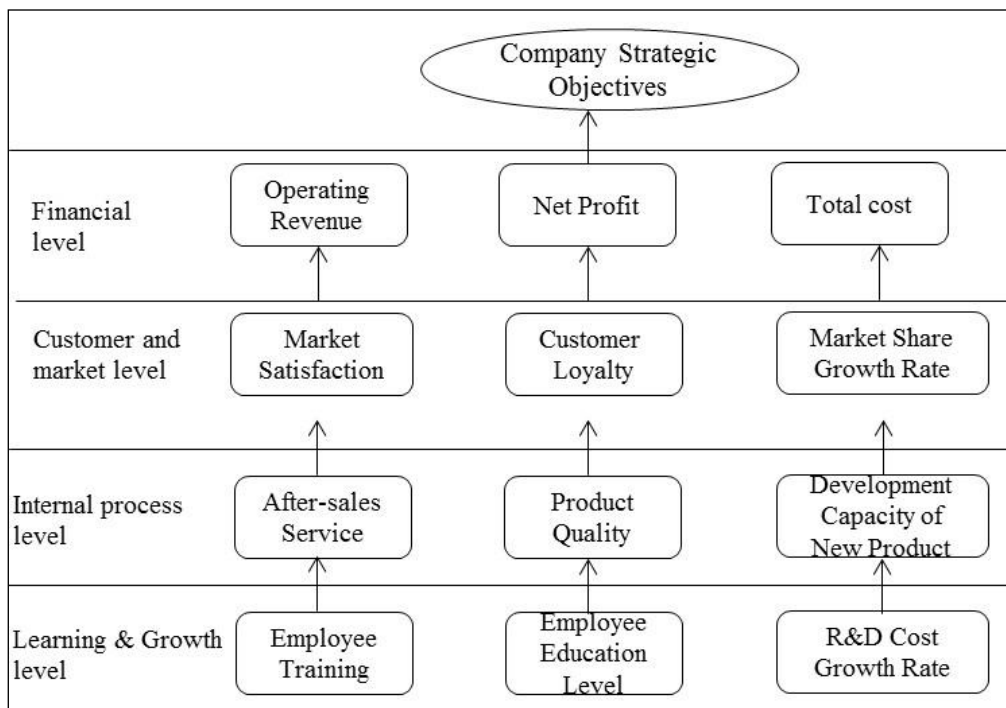 Company Strategic
Objectives
Financial
level
Operating
Revenue
Net Profit
Total cost
Customer and
market level
Market
Satisfaction
Customer
Loyalty
Market Share
Growth Rate
Internal process
level
After-sales
Service
Product
Quality
Development
Capacity of
New Product
Learning & Growth
level
Employee
Training
Employee
Education
Level
R&D Cost
Growth Rate